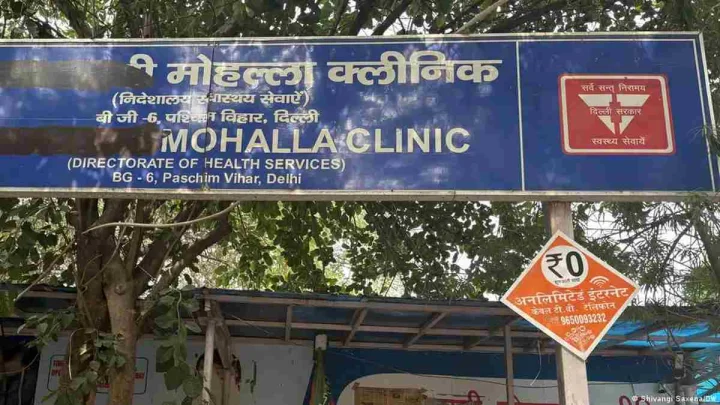 मोहल्ला क्लीनिक
(निदेशालय स्वास्थ्य सेवाऐं)
बी जी -6, पश्चिम विहार, दिल्ली
MOHALLA CLINIC
(DIRECTORATE OF HEALTH SERVICES)
BG - 6, Paschim Vihar, Delhi
सर्व सन्तु निरामय
दिल्ली सरकार
स्वास्थ्य सेवायें
₹0
अनलिमिटेड इंटरनेट
केबल टी.वी. टेलिफोन
9650093232
© Shivangi Saxena/DW